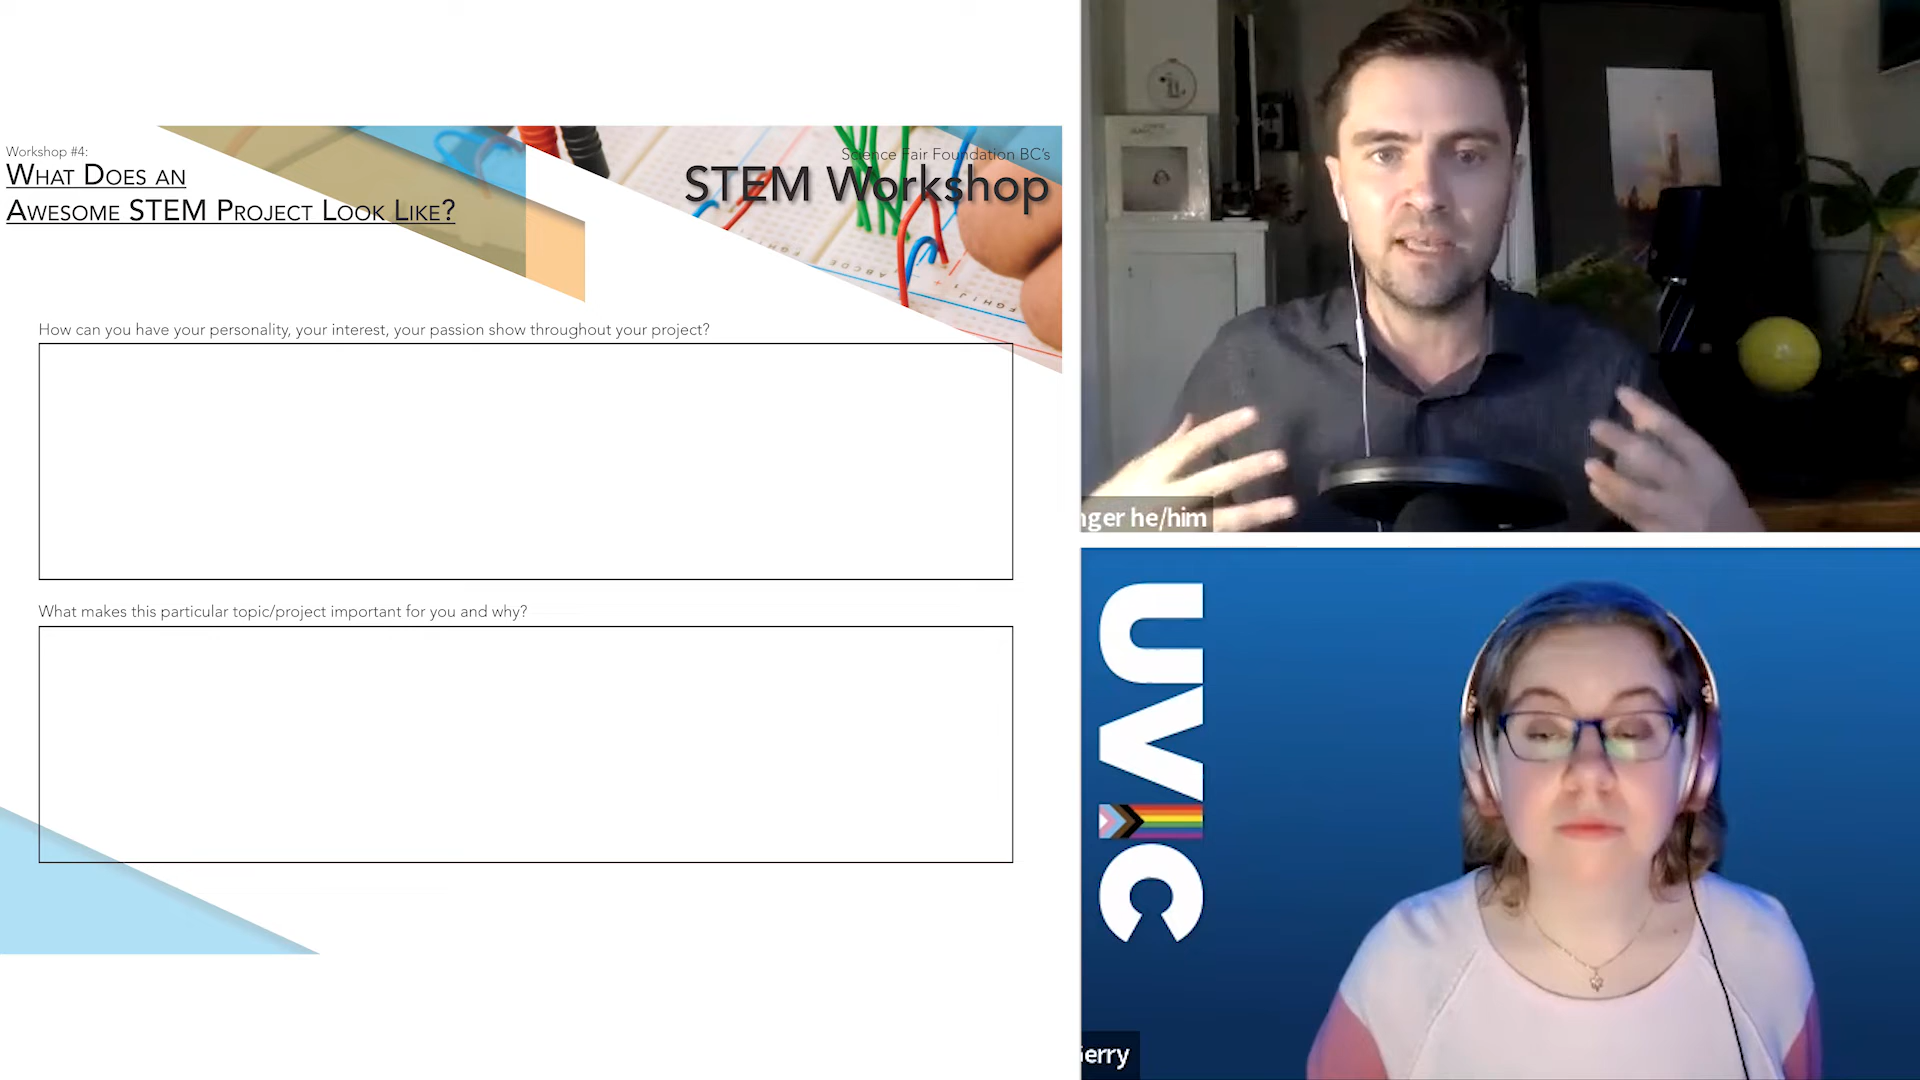 Workshop #4:
WHAT DOES AN
AWESOME STEM PROJECT LOOK LIKE?
Science Fair Foundation BC's
STEM Workshop
How can you have your personality, your interest, your passion show throughout your project?
What makes this particular topic/project important for you and why?
he/him
UVIC